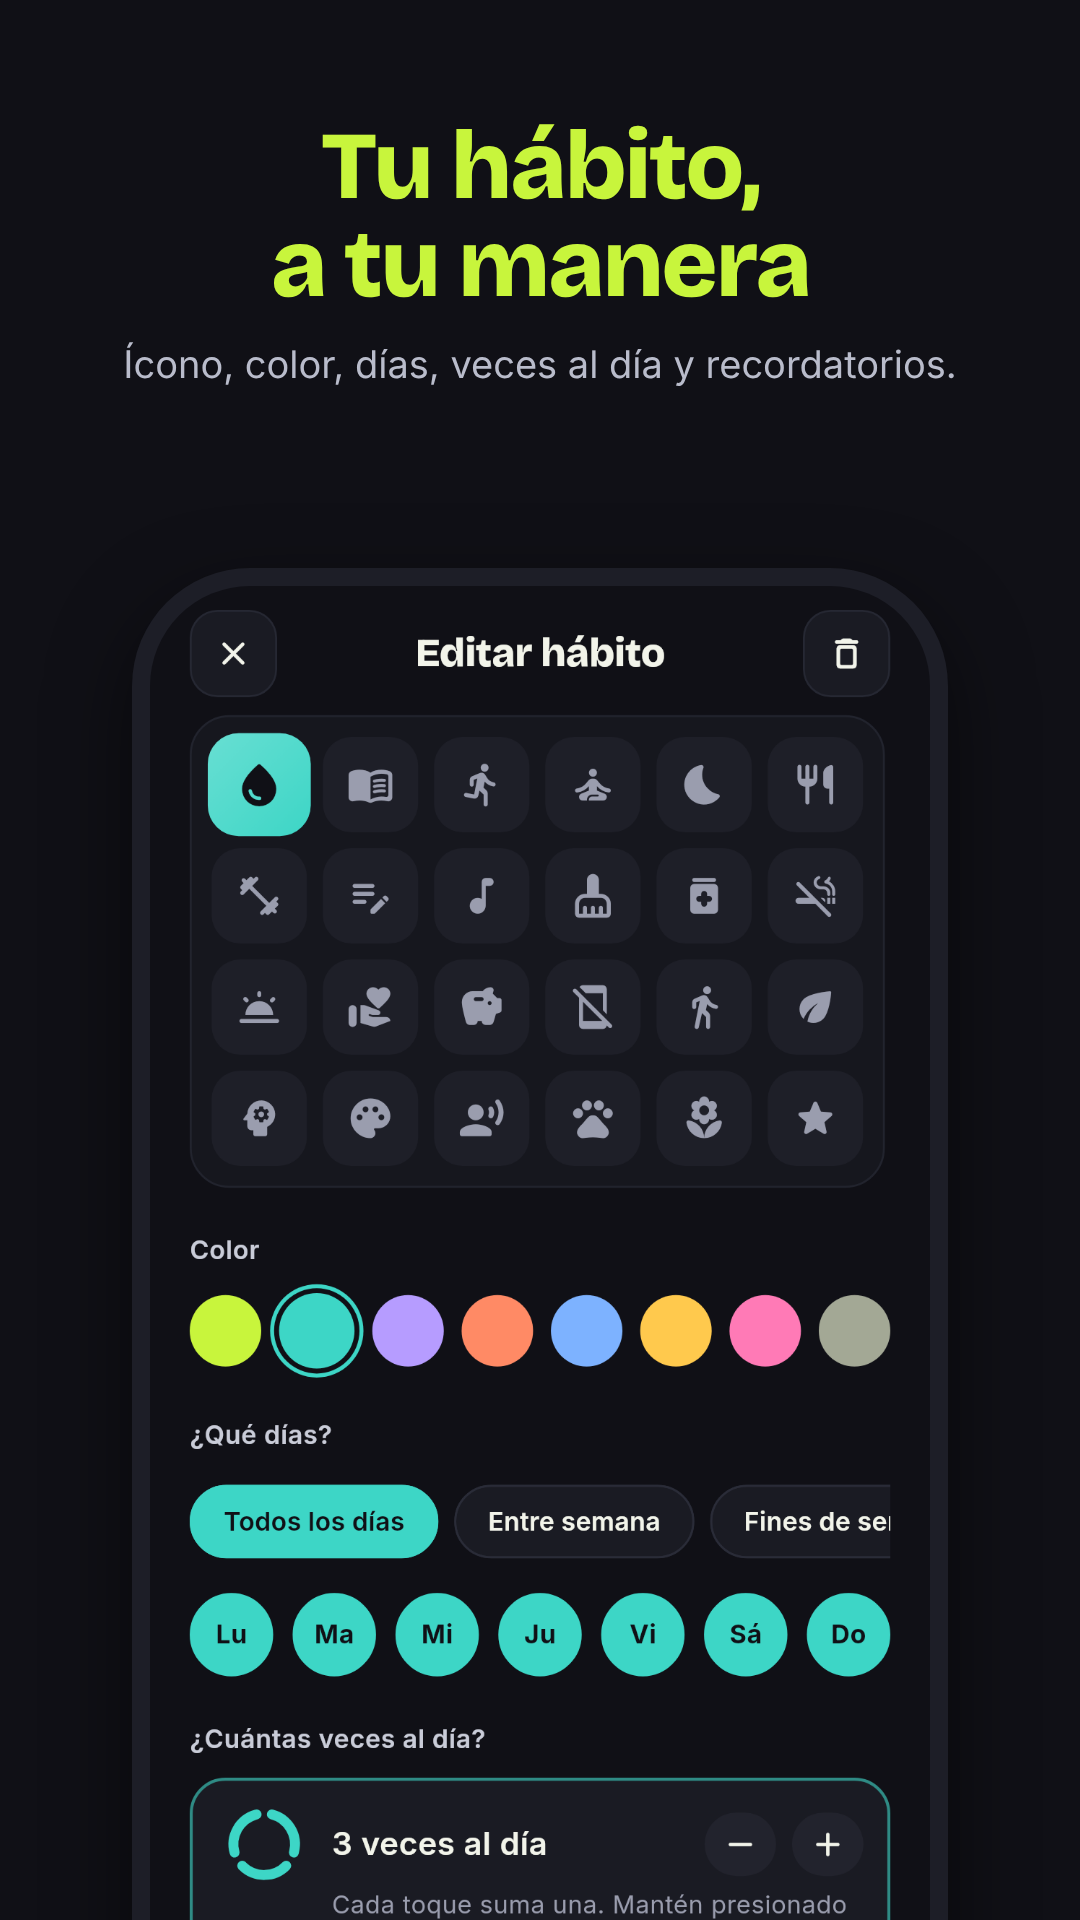 Tu hábito,
a tu manera
Ícono, color, días, veces al día y recordatorios.
Editar hábito
Color
¿Qué días?
Todos los días
Entre semana
Fines de
Lu Ma Mi Ju Vi Sá Do
¿Cuántas veces al día?
3 veces al día
Cada toque suma una. Mantén presionado